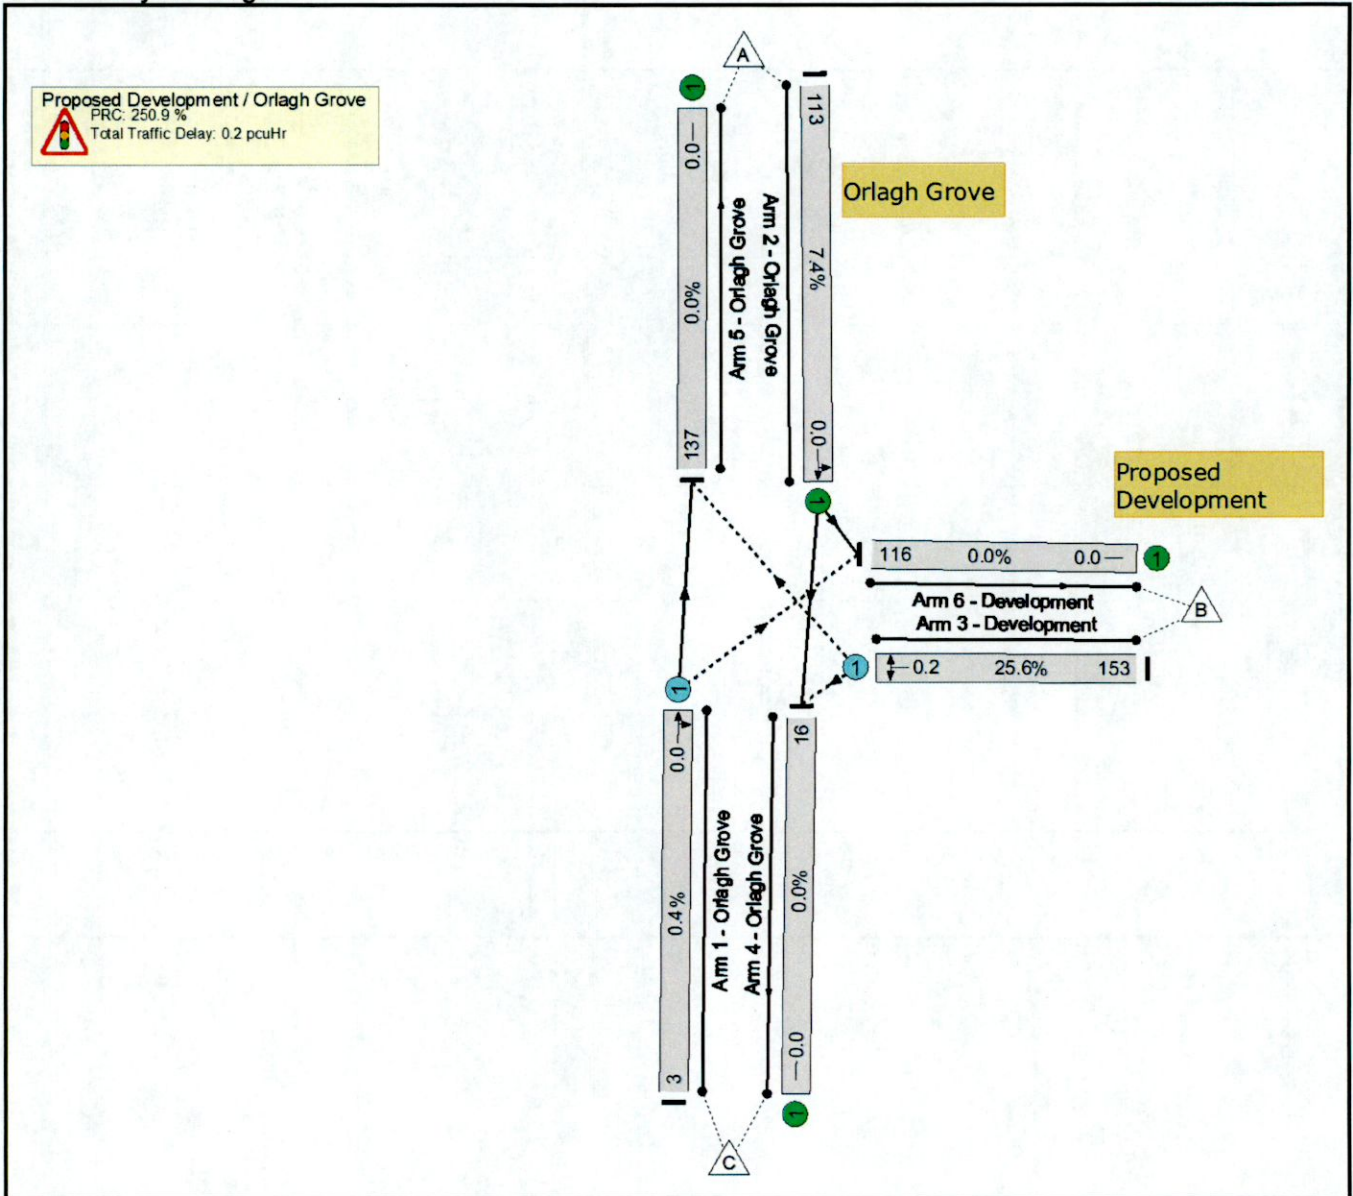 Proposed Development / Orlagh Grove
PRC: 250.9 %
Total Traffic Delay: 0.2 pcuHr
A
1
113
0.0
0.0%
137
Arm 5 - Orlagh Grove
Arm 2 - Orlagh Grove
7.4%
0.0
Orlagh Grove
1
Proposed
Development
116 0.0% 0.0
1
Arm 6 - Development
Arm 3 - Development
B
1
0.2 25.6% 153
1
0.0
0.4%
3
Arm 1 - Orlagh Grove
Arm 4 - Orlagh Grove
16
0.0%
0.0
1
C